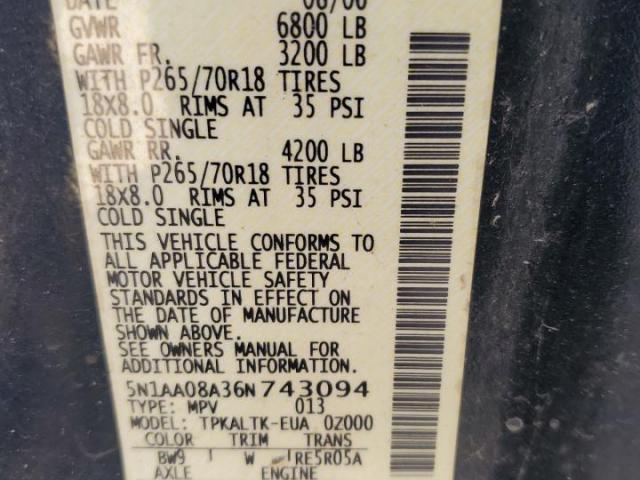 DATE 08/06
GVWR 6800 LB
GAWR FR. 3200 LB
WITH P265/70R18 TIRES
18X8.0 RIMS AT 35 PSI
COLD SINGLE
GAWR RR. 4200 LB
WITH P265/70R18 TIRES
18X8.0 RIMS AT 35 PSI
COLD SINGLE
THIS VEHICLE CONFORMS TO
ALL APPLICABLE FEDERAL
MOTOR VEHICLE SAFETY
STANDARDS IN EFFECT ON
THE DATE OF MANUFACTURE
SHOWN ABOVE.
SEE OWNERS MANUAL FOR
ADDITIONAL INFORMATION.
5N1AA08A36N743094
TYPE: MPV 013
MODEL: TPKALTK-EUA 0Z000
COLOR TRIM TRANS
BW9 W RE5R05A
AXLE ENGINE